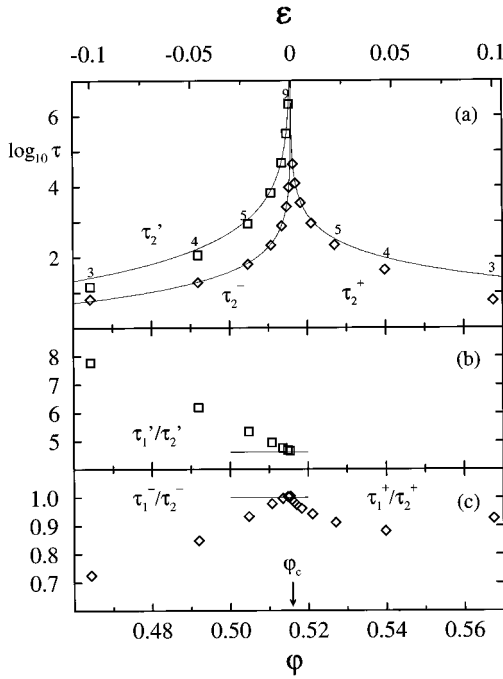 ε
-0.1 -0.05 0 0.05 0.1
9
6 (a)
log₁₀ τ
4
τ₂' 5 5
4 4
2
3 3
τ₂⁻ τ₂⁺
8 (b)
7
6
τ₁'/τ₂'
5
τ₁⁻/τ₂⁻ τ₁⁺/τ₂⁺
1.0 (c)
0.9
0.8 φc
0.7
0.48 0.50 0.52 0.54 0.56
φ